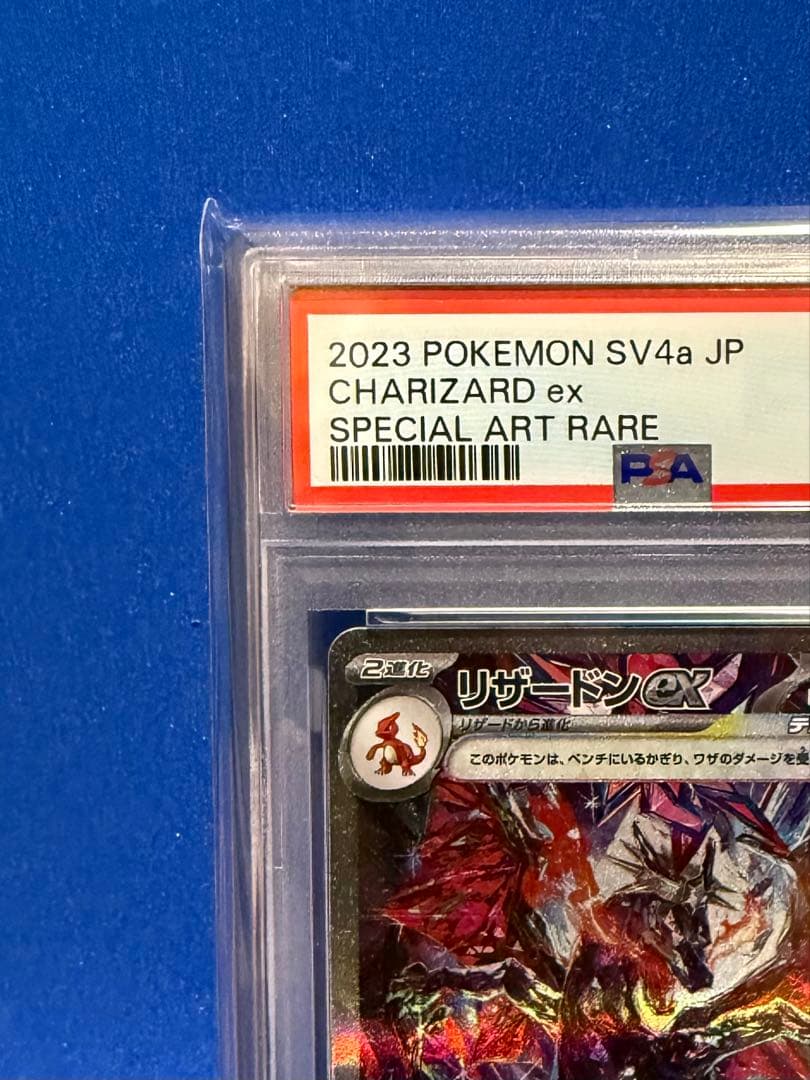 2023 POKEMON SV4a JP
CHARIZARD ex
SPECIAL ART RARE
PSA
2進化
リザードンex
リザードから進化
テ
このポケモンは、ベンチにいるかぎり、ワザのダメージを受